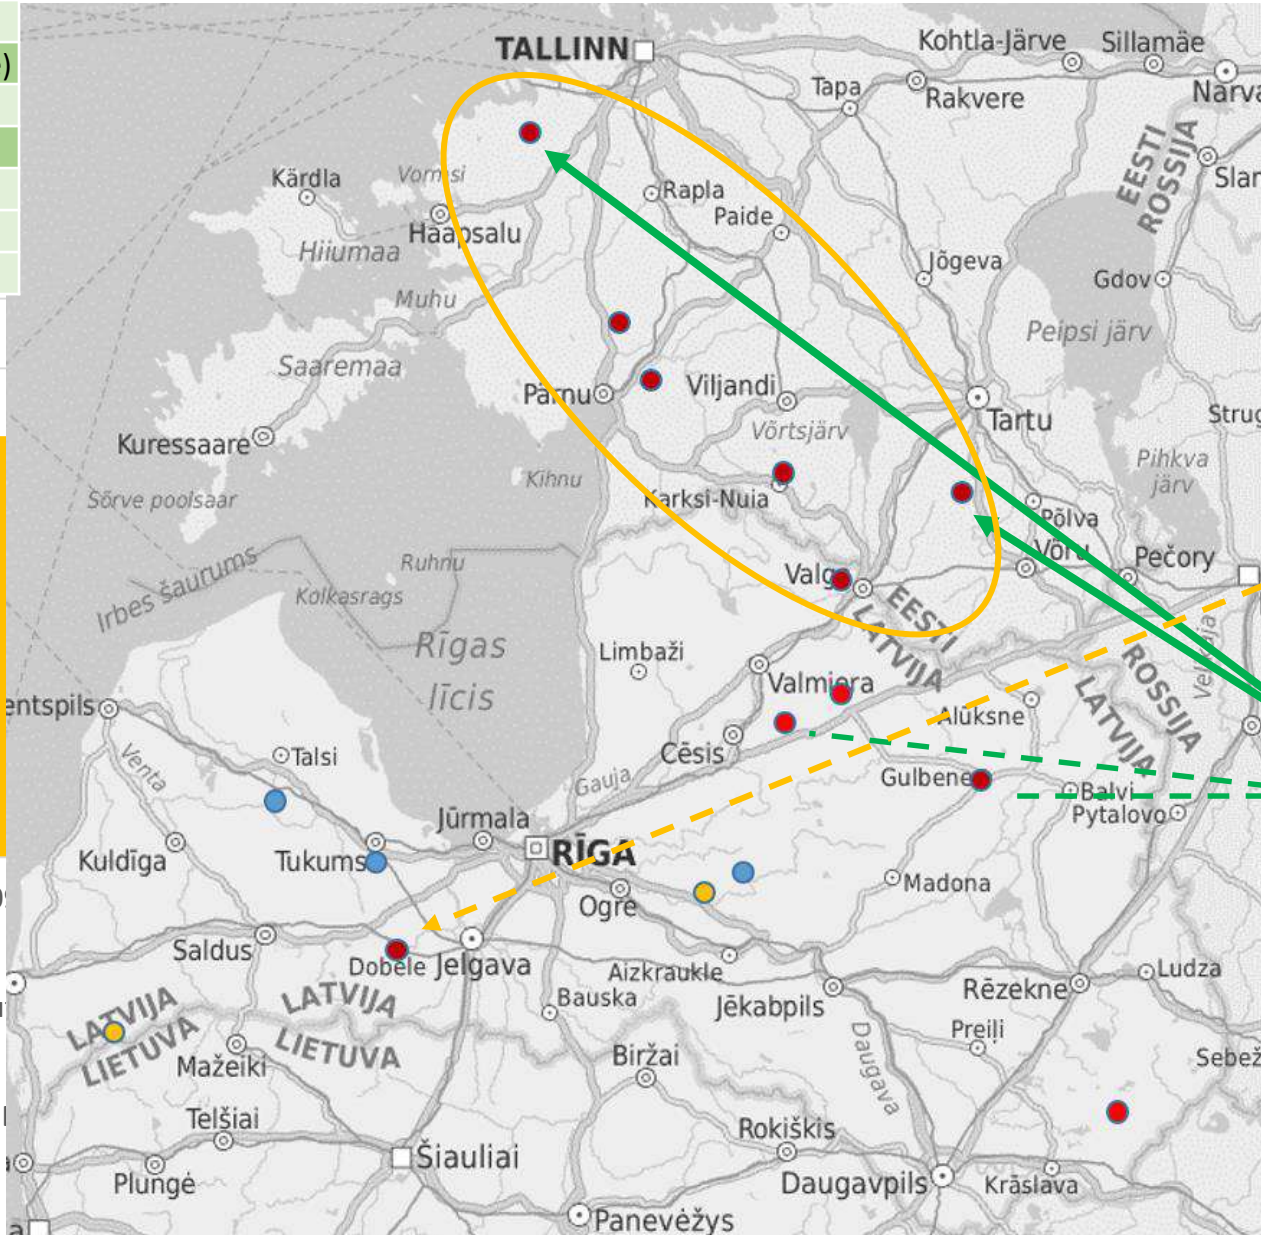 )
TALLINN
Kohtla-Järve
Sillamäe
Tapa
Rakvere
Narva
EESTI
ROSSIJA
Kärdla
Vormsi
Rapla
Paide
Haapsalu
Hiiumaa
Jõgeva
Gdov
Muhu
Peipsi järv
Saaremaa
Pärnu
Viljandi
Tartu
Võrtsjärv
Kuressaare
Pihkva
järv
Sõrve poolsaar
Kihnu
Karksi-Nuia
Põlva
Võru
Pečory
Irbes šaurums
Ruhnu
Kolkasrags
Valga
EESTI
LATVIJA
Rīgas
līcis
Limbaži
Valmiera
ROSSIJA
LATVIJA
Velikaja
entspils
Alūksne
Talsi
Venta
Cēsis
Gauja
Gulbene
Balvi
Pytalovo
Jūrmala
RĪGA
Kuldīga
Tukums
Madona
Ogre
Saldus
Dobele
Jelgava
Aizkraukle
Ludza
Rēzekne
Bauska
Jēkabpils
LATVIJA
LIETUVA
LATVIJA
LIETUVA
Preiļi
Daugava
Mažeiki
Biržai
Telšiai
Rokiškis
Šiauliai
Plungė
Daugavpils
Krāslava
Panevėžys